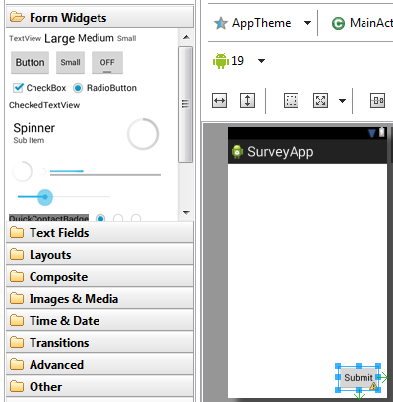 Form Widgets
TextView Large Medium Small
Button Small OFF
CheckBox RadioButton
CheckedTextView
Spinner
Sub Item
QuickContactBadge
Text Fields
Layouts
Composite
Images & Media
Time & Date
Transitions
Advanced
Other
AppTheme C MainAct
19
SurveyApp
Submit